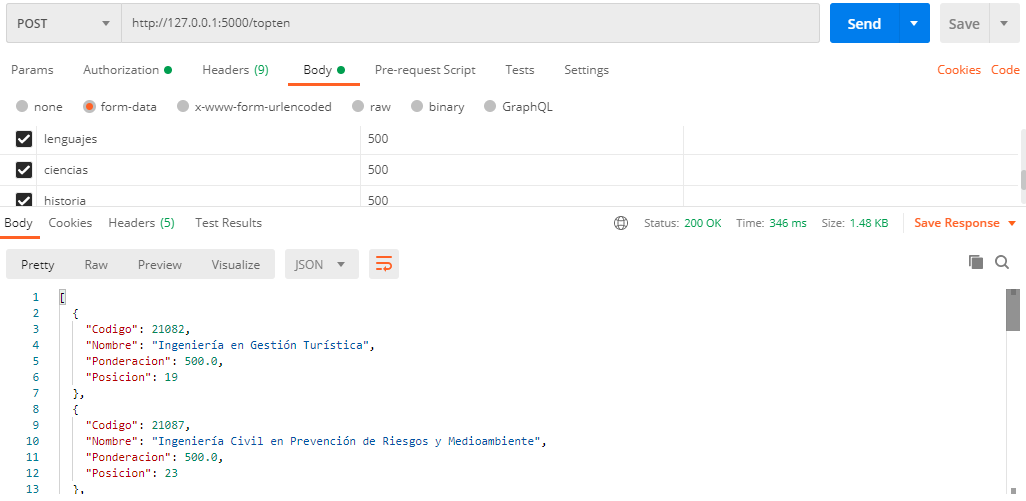 POST http://127.0.0.1:5000/topten Send Save
Params Authorization Headers (9) Body Pre-request Script Tests Settings Cookies Code
none form-data x-www-form-urlencoded raw binary GraphQL
lenguajes 500
ciencias 500
historia 500
Body Cookies Headers (5) Test Results Status: 200 OK Time: 346 ms Size: 1.48 KB Save Response
Pretty Raw Preview Visualize JSON
1 [
2 {
3 "Codigo": 21082,
4 "Nombre": "Ingeniería en Gestión Turística",
5 "Ponderacion": 500.0,
6 "Posicion": 19
7 },
8 {
9 "Codigo": 21087,
10 "Nombre": "Ingeniería Civil en Prevención de Riesgos y Medioambiente",
11 "Ponderacion": 500.0,
12 "Posicion": 23
13 },